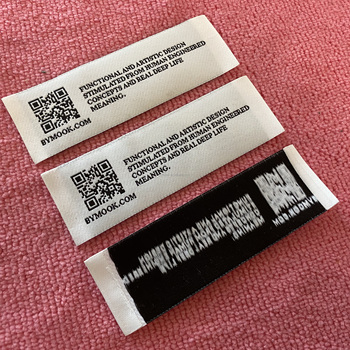 FUNCTIONAL AND ARTISTIC DESIGN
STIMULATED FROM HUMAN ENGINEERED
CONCEPTS AND REAL DEEP LIFE
MEANING.
BYMOOK.COM
FUNCTIONAL AND ARTISTIC DESIGN
STIMULATED FROM HUMAN ENGINEERED
CONCEPTS AND REAL DEEP LIFE
MEANING.
BYMOOK.COM